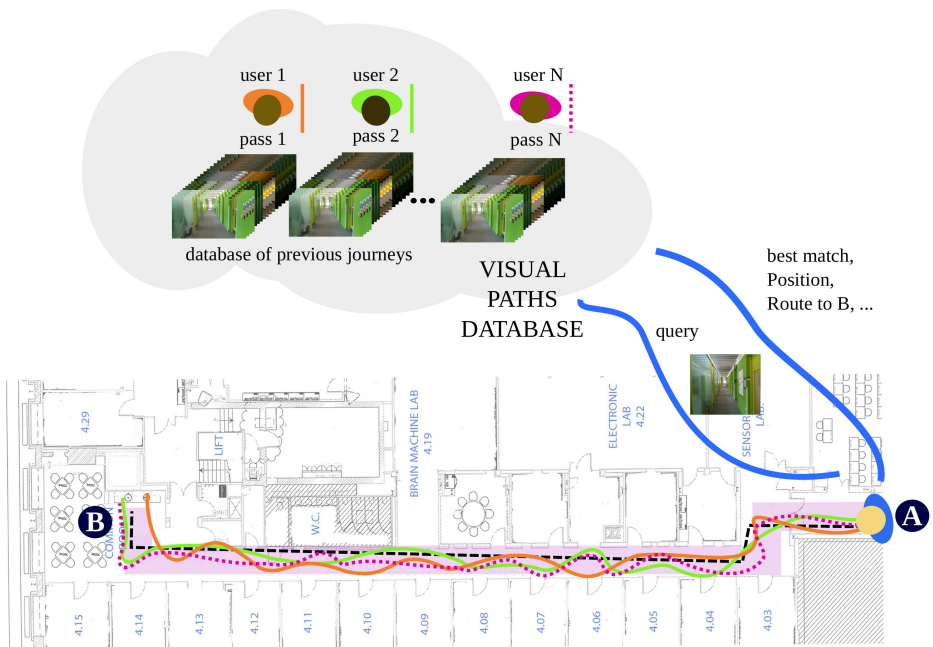 user 1
user 2
user N
pass 1
pass 2
pass N
database of previous journeys
VISUAL
PATHS
DATABASE
best match,
Position,
Route to B, ...
query
4.29
LIFT
BRAIN MACHINE LAB
4.19
ELECTRONIC
LAB
4.22
LAB.
W.C.
B
A
4.15
4.14
4.13
4.12
4.11
4.10
4.09
4.08
4.07
4.06
4.05
4.04
4.03